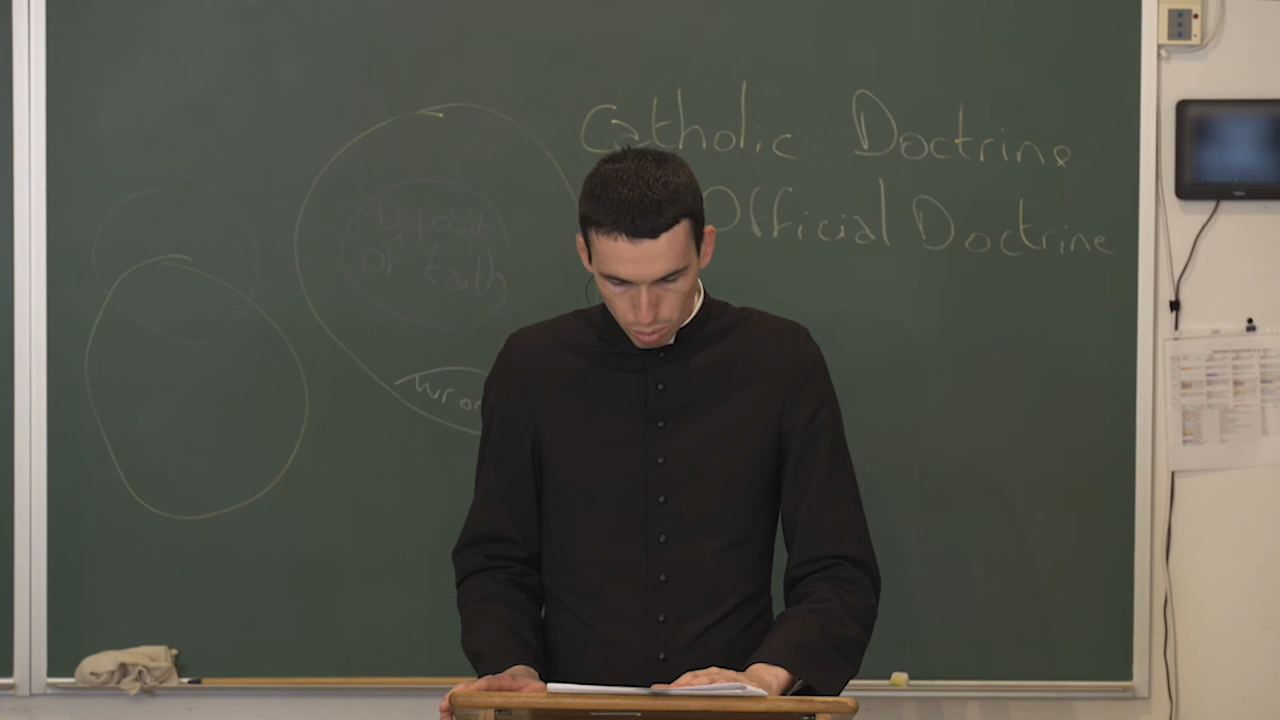 Catholic Doctrine
Official Doctrine
Deposit
of faith